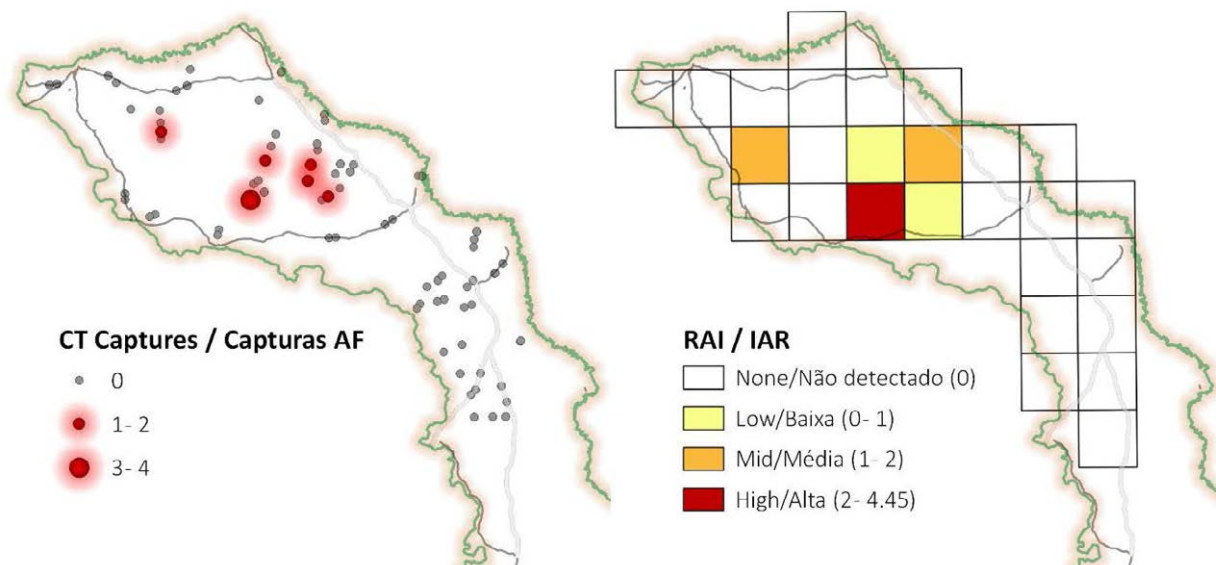 CT Captures / Capturas AF
0
1- 2
3- 4
RAI / IAR
None/Não detectado (0)
Low/Baixa (0- 1)
Mid/Média (1- 2)
High/Alta (2- 4.45)